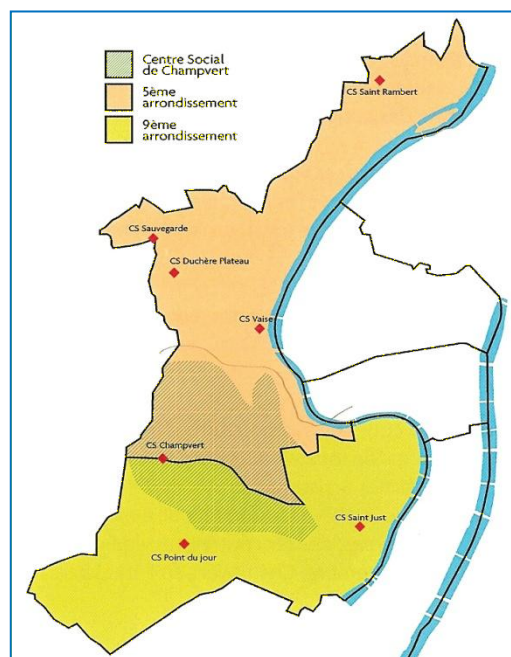 Centre Social
de Champvert
5ème
arrondissement
9ème
arrondissement
CS Saint Rambert
CS Sauvegarde
CS Duchère Plateau
CS Vaise
CS Champvert
CS Saint Just
CS Point du jour